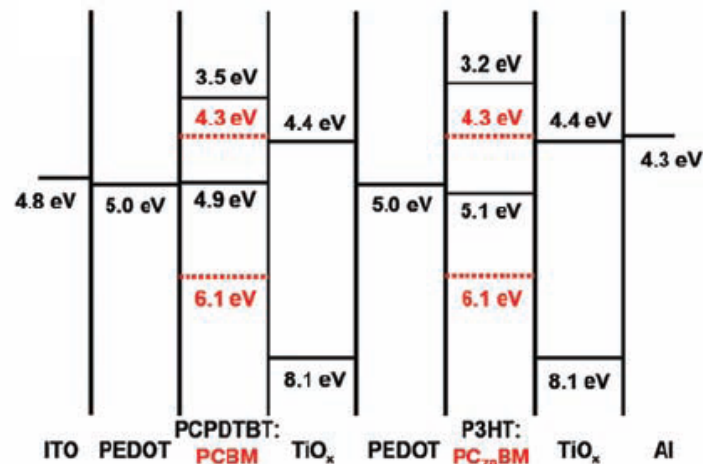 3.5 eV
3.2 eV
4.3 eV
4.3 eV
4.4 eV
4.4 eV
4.3 eV
4.8 eV
5.0 eV
4.9 eV
5.0 eV
5.1 eV
6.1 eV
6.1 eV
8.1 eV
8.1 eV
PCPDTBT:
P3HT:
ITO PEDOT PCBM TiOₓ PEDOT PC₇₀BM TiOₓ Al